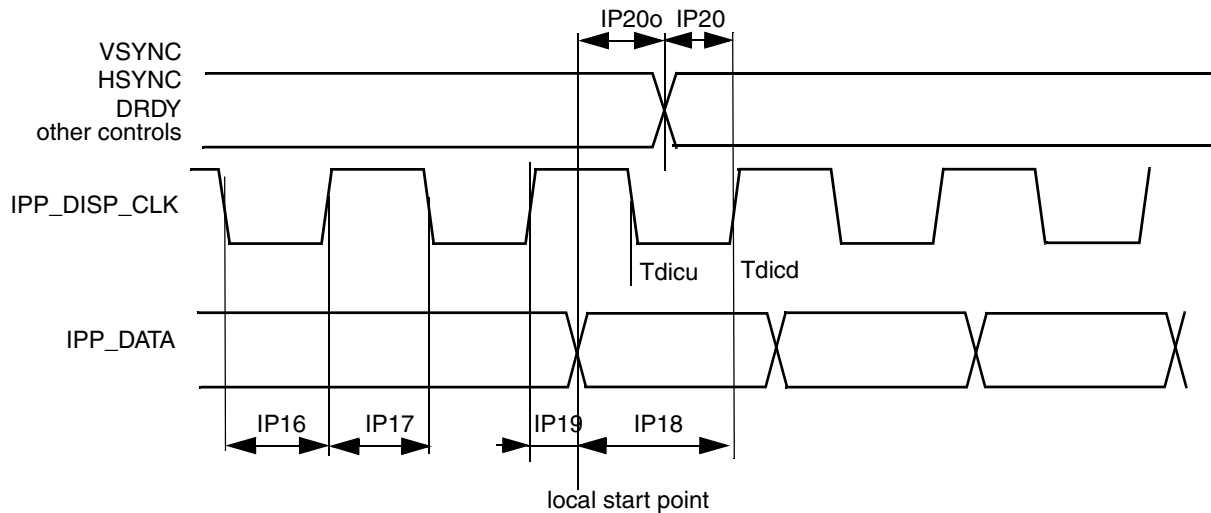 IP20o IP20
VSYNC
HSYNC
DRDY
other controls
IPP_DISP_CLK
Tdicu Tdicd
IPP_DATA
IP16 IP17 IP19 IP18
local start point